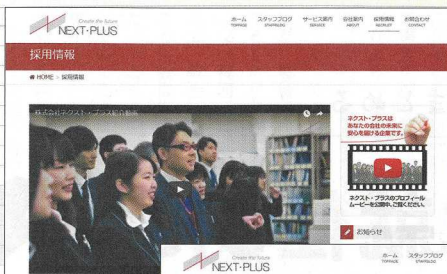 Create the future
NEXT·PLUS
ホーム スタッフブログ サービス案内 会社案内 採用情報 お問合わせ
TOPPAGE STAFFBLOG SERVICE ABOUT RECRUIT CONTACT
採用情報
HOME > 採用情報
株式会社ネクスト・プラス総合動画
ネクスト・プラスは
あなたの会社の未来に
安心を届ける企業です。
ネクスト・プラスのプロフィール
ムービーを公開中。ご覧ください。
お知らせ
Create the future
NEXT·PLUS
ホーム スタッフブログ
TOPPAGE STAFFBLOG